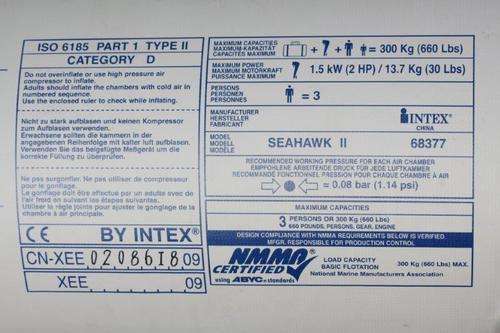 ISO 6185 PART 1 TYPE II
CATEGORY D
Do not overinflate or use high pressure air
compressor to inflate.
Adults should inflate the chambers with cold air in
numbered sequence.
Use the enclosed ruler to check while inflating.
Nicht zu stark aufblasen und keinen Kompressor
zum Aufblasen verwenden.
Erwachsene sollten die kammern in der
angegebenen Reihenfolge mit kalter luft aufblasen.
Verwenden Sie das beigefügte Meßgerät um die
korrekte Füllung zu überprüfen.
Ne pas surgonfler. Ne pas utiliser de compresseur
pour le gonflage.
Le gonflage doit être effectué par un adulte avec de
l'air froid en suivant les étapes suivantes.
Utiliser la règle joints pour ajuster le gonglage de la
chambre à air principale.
CE BY INTEX®
CN-XEE 0208618 09
XEE 09
MAXIMUM CAPACITIES
MAXIMUM-KAPAZITÄT
CAPACITÉS MAXIMUM
+ + = 300 Kg (660 Lbs)
MAXIMUM POWER
MAXIMUM MOTORKRAFT
PUISSANCE MAXIMUM
1.5 kW (2 HP) / 13.7 Kg (30 Lbs)
PERSONS
PERSONEN
PERSONNES
= 3
MANUFACTURER
HERSTELLER
FABRICANT
INTEX®
CHINA
MODEL
MODELL
MODÈLE
SEAHAWK II 68377
RECOMMENDED WORKING PRESSURE FOR EACH AIR CHAMBER
EMPFOHLENE ARBEITENDE DRUCK FÜR JEDE LUFTKAMMER
RECOMMANDÉ FONCTIONNEL PRESSION POUR CHAQUE CHAMBRE À AIR
= 0.08 bar (1.14 psi)
MAXIMUM CAPACITIES
3 PERSONS OR 300 Kg (660 Lbs)
660 POUNDS, PERSONS, GEAR, ENGINE
DESIGN COMPLIANCE WITH NMMA REQUIREMENTS BELOW IS VERIFIED.
MFGR. RESPONSIBLE FOR PRODUCTION CONTROL
NMMA
CERTIFIED
using ABYC® standards
LOAD CAPACITY
BASIC FLOTATION
300 Kg (660 Lbs) MAX.
National Marine Manufacturers Association